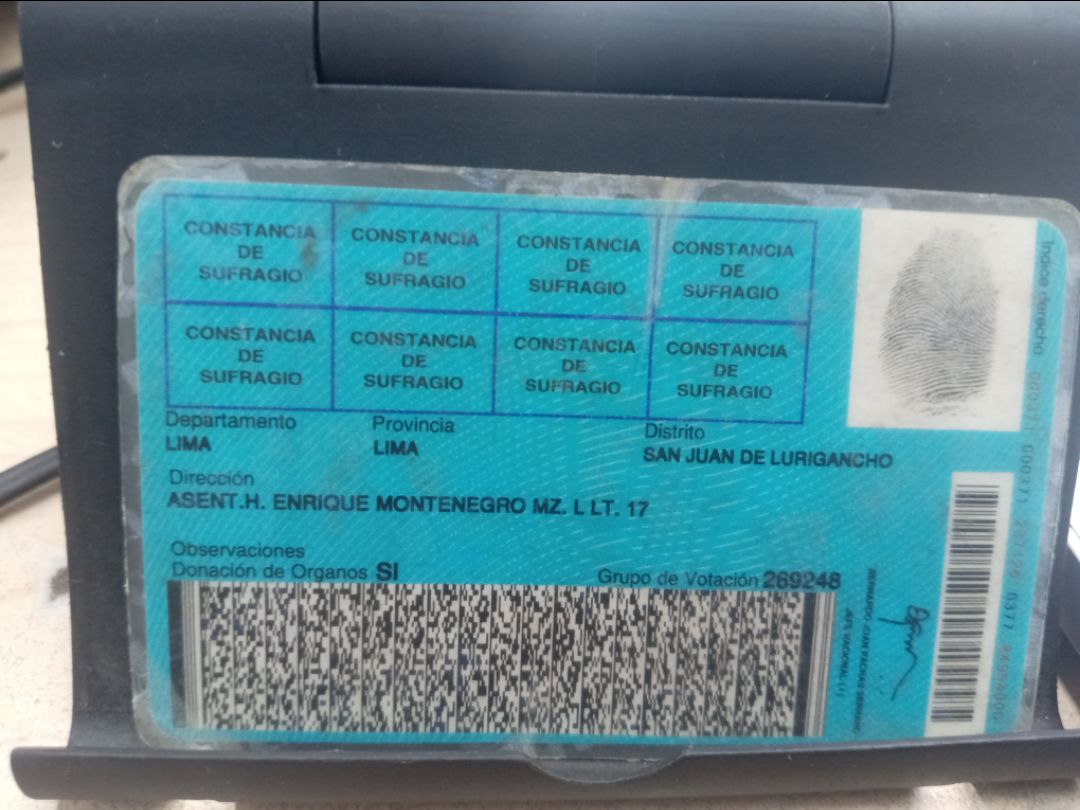 CONSTANCIA
DE
SUFRAGIO
CONSTANCIA
DE
SUFRAGIO
CONSTANCIA
DE
SUFRAGIO
CONSTANCIA
DE
SUFRAGIO
CONSTANCIA
DE
SUFRAGIO
CONSTANCIA
DE
SUFRAGIO
CONSTANCIA
DE
SUFRAGIO
CONSTANCIA
DE
SUFRAGIO
Departamento Provincia Distrito
LIMA LIMA SAN JUAN DE LURIGANCHO
Dirección
ASENT.H. ENRIQUE MONTENEGRO MZ. L LT. 17
Observaciones
Donación de Organos SI Grupo de Votación 269248
Indice derecho
JEFE NACIONAL